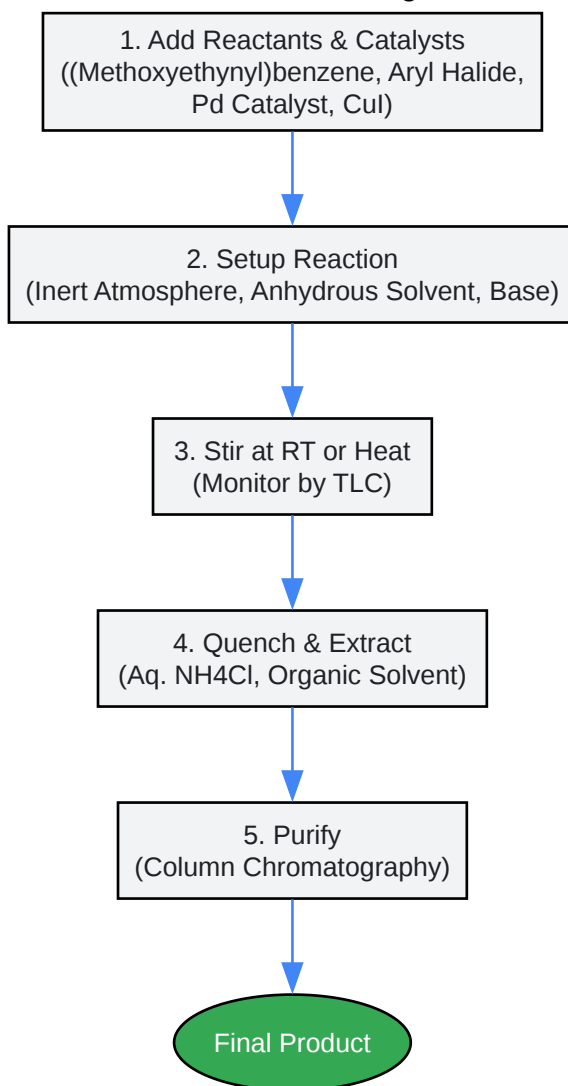 1. Add Reactants & Catalysts
((Methoxyethynyl)benzene, Aryl Halide,
Pd Catalyst, CuI)
2. Setup Reaction
(Inert Atmosphere, Anhydrous Solvent, Base)
3. Stir at RT or Heat
(Monitor by TLC)
4. Quench & Extract
(Aq. NH4Cl, Organic Solvent)
5. Purify
(Column Chromatography)
Final Product